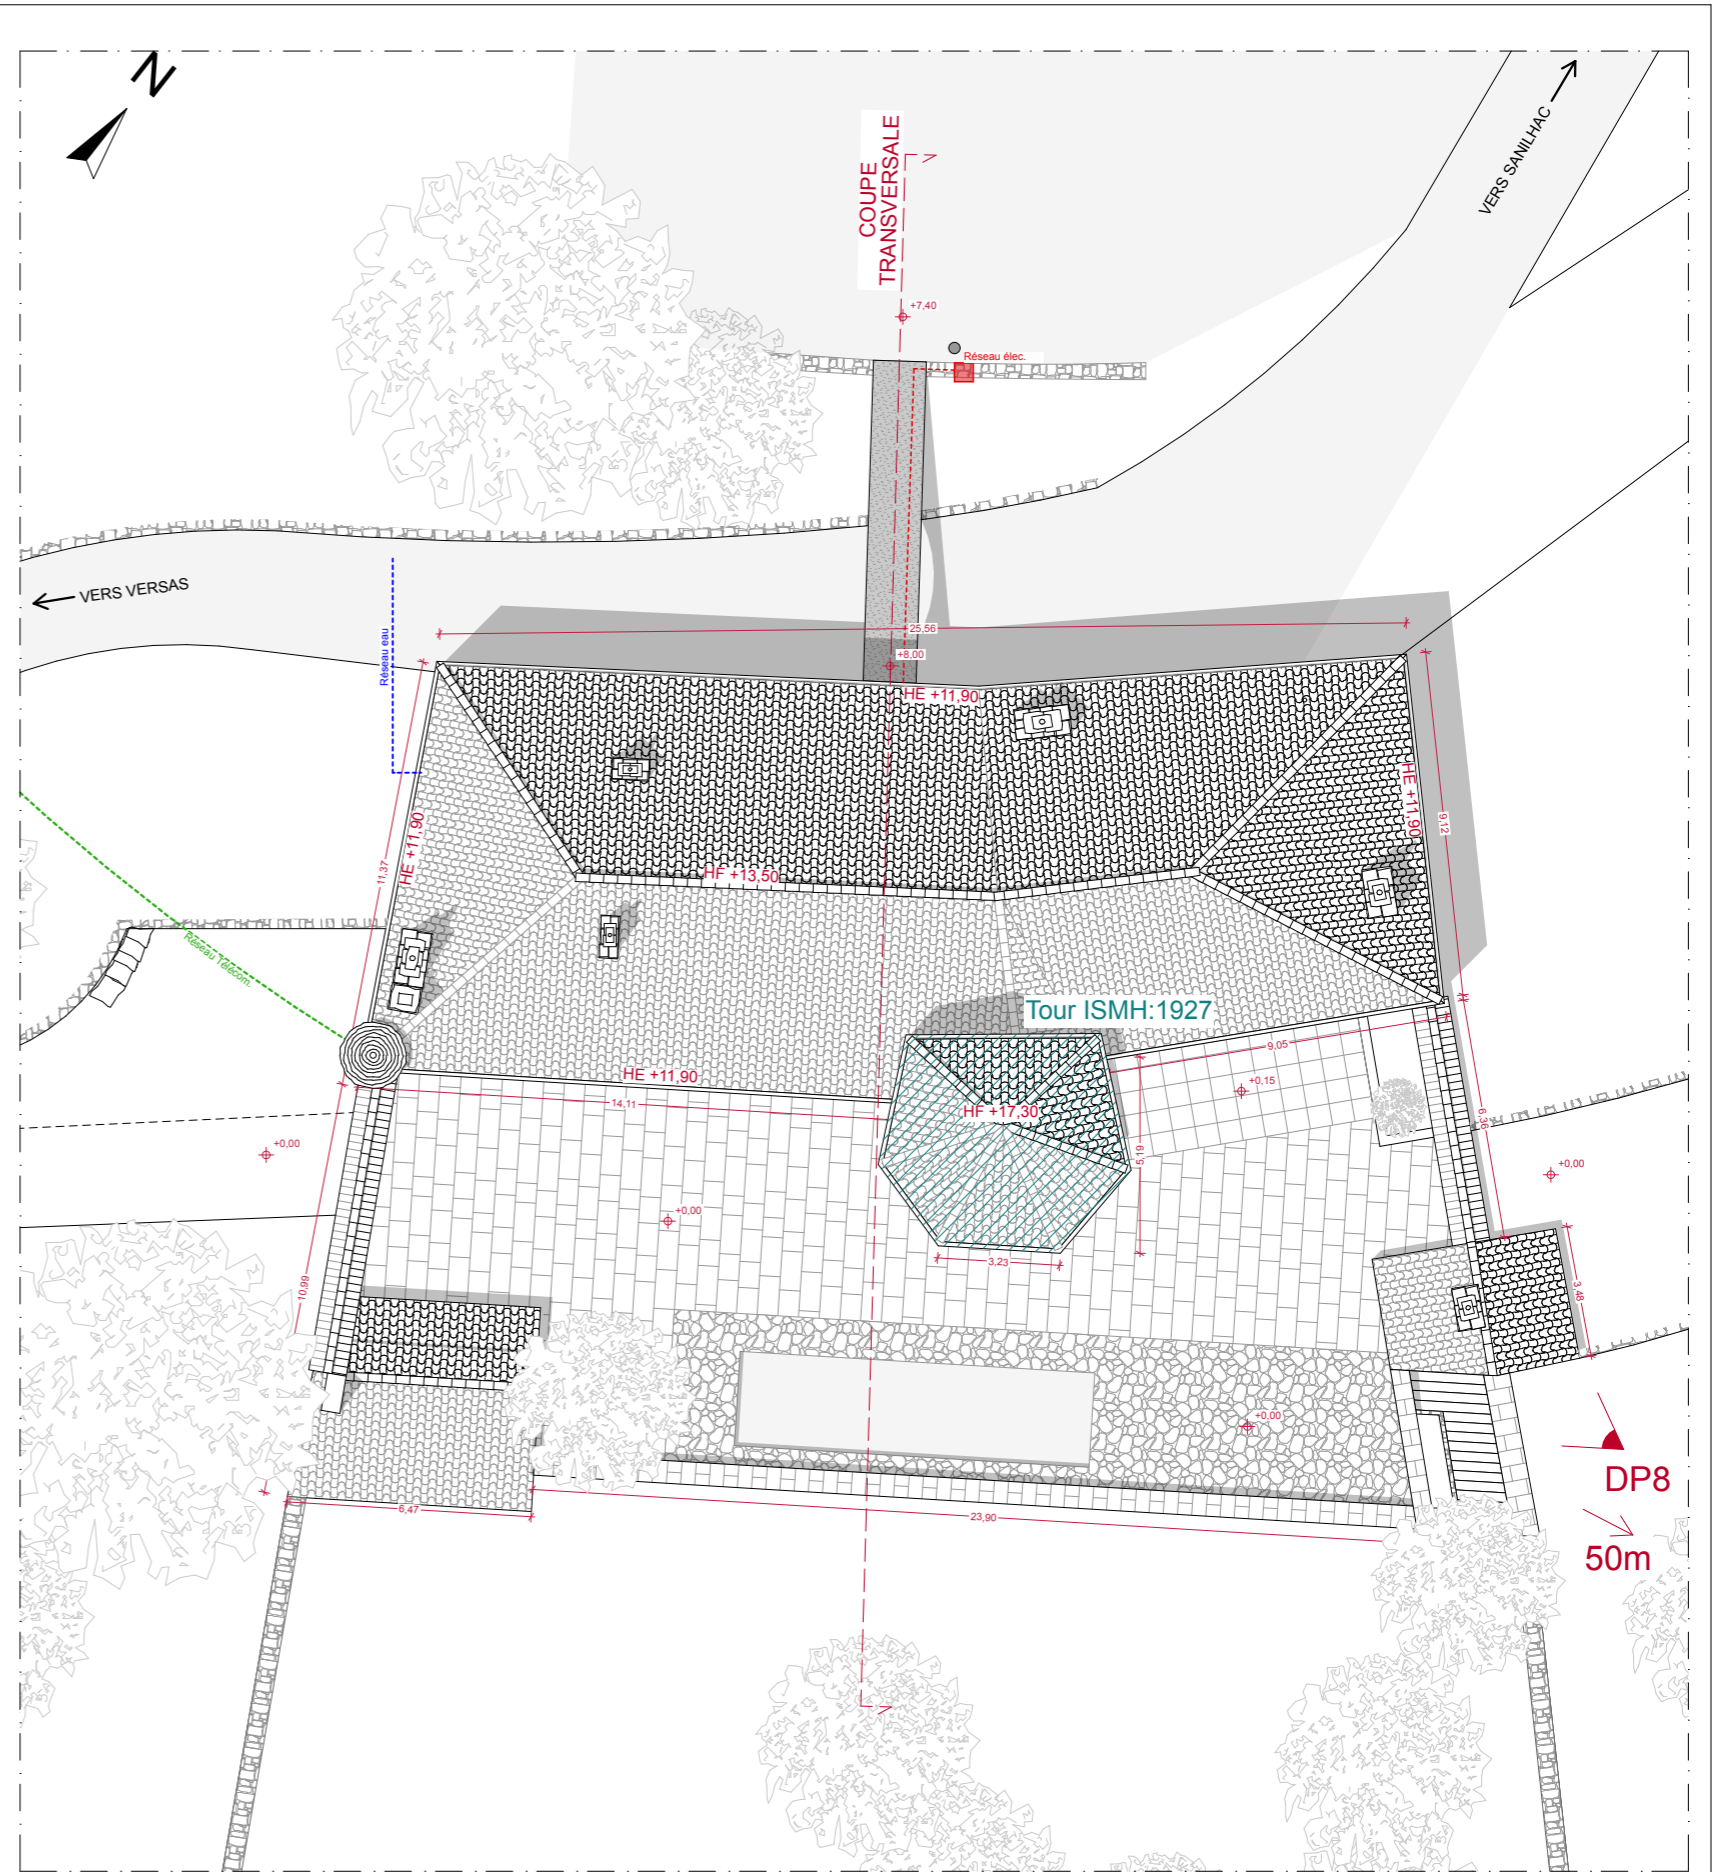 N
COUPE
TRANSVERSALE
VERS SANILHAC
+7,40
Réseau élec.
VERS VERSAS
25,56
Réseau eau
+8,00
HE +11,90
HE +11,90
9,12
HE +11,90
11,37
HF +13,50
Réseau Télécom.
Tour ISMH:1927
9,05
HE +11,90
+0,15
14,11
HF +17,30
6,36
+0,00
5,19
+0,00
+0,00
3,23
10,99
3,48
+0,00
DP8
6,47
23,90
50m